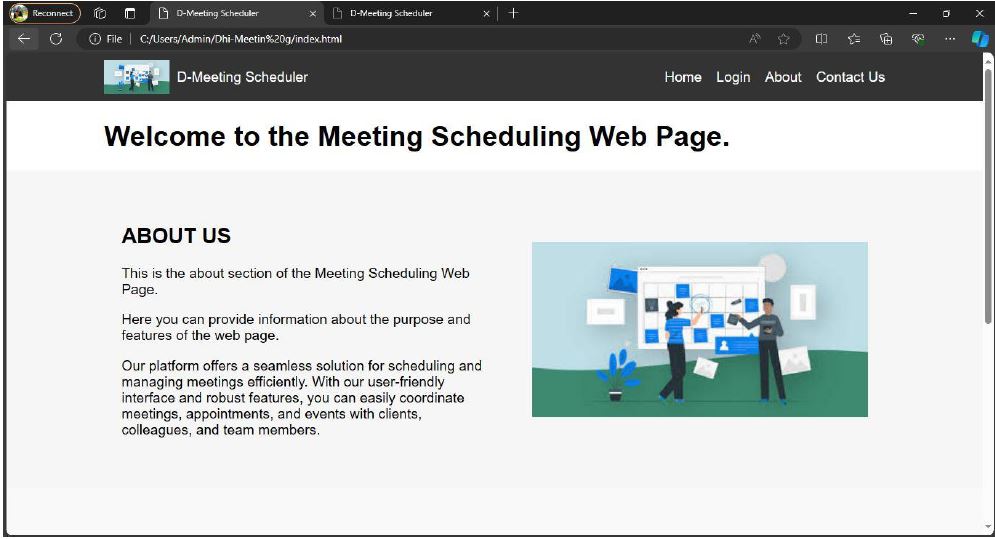 Reconnect
D-Meeting Scheduler
D-Meeting Scheduler
File
C:/Users/Admin/Dhi-Meetin%20g/index.html
D-Meeting Scheduler
Home Login About Contact Us
Welcome to the Meeting Scheduling Web Page.
ABOUT US
This is the about section of the Meeting Scheduling Web
Page.
Here you can provide information about the purpose and
features of the web page.
Our platform offers a seamless solution for scheduling and
managing meetings efficiently. With our user-friendly
interface and robust features, you can easily coordinate
meetings, appointments, and events with clients,
colleagues, and team members.